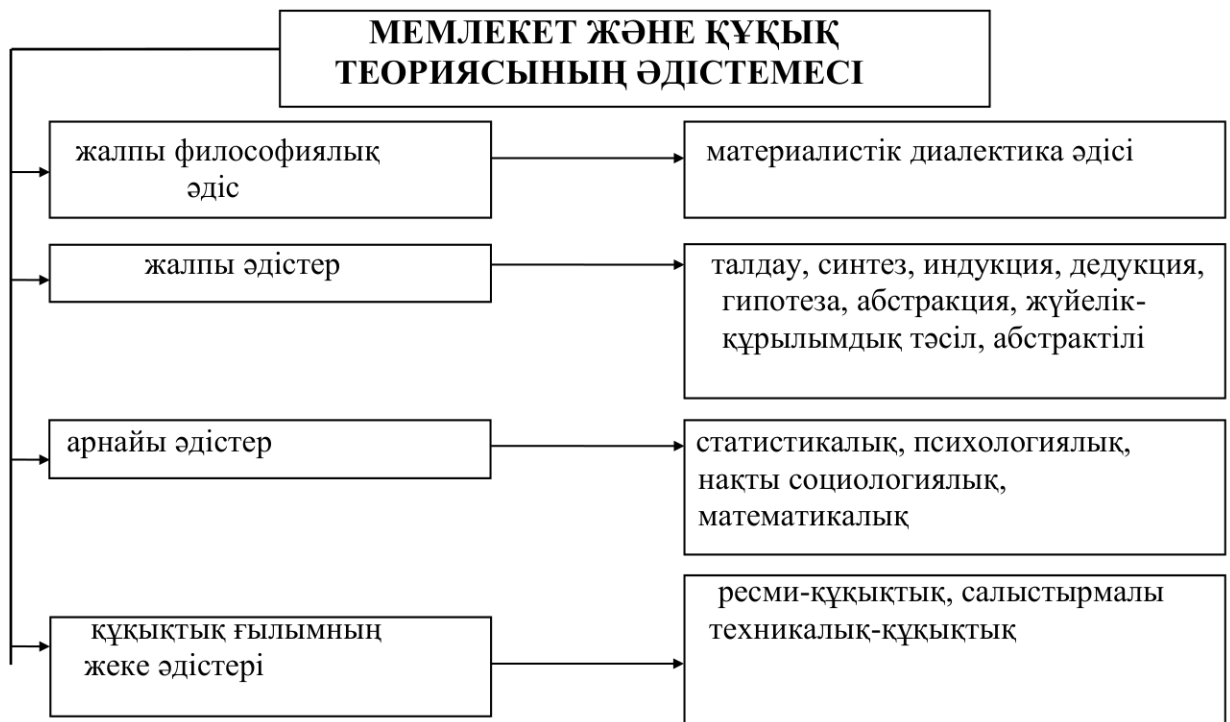 МЕМЛЕКЕТ ЖӘНЕ ҚҰҚЫҚ
ТЕОРИЯСЫНЫҢ ӘДІСТЕМЕСІ
жалпы философиялық
әдіс
материалистік диалектика әдісі
жалпы әдістер
талдау, синтез, индукция, дедукция,
гипотеза, абстракция, жүйелік-
құрылымдық тәсіл, абстрактілі
арнайы әдістер
статистикалық, психологиялық,
нақты социологиялық,
математикалық
құқықтық ғылымның
жеке әдістері
ресми-құқықтық, салыстырмалы
техникалық-құқықтық